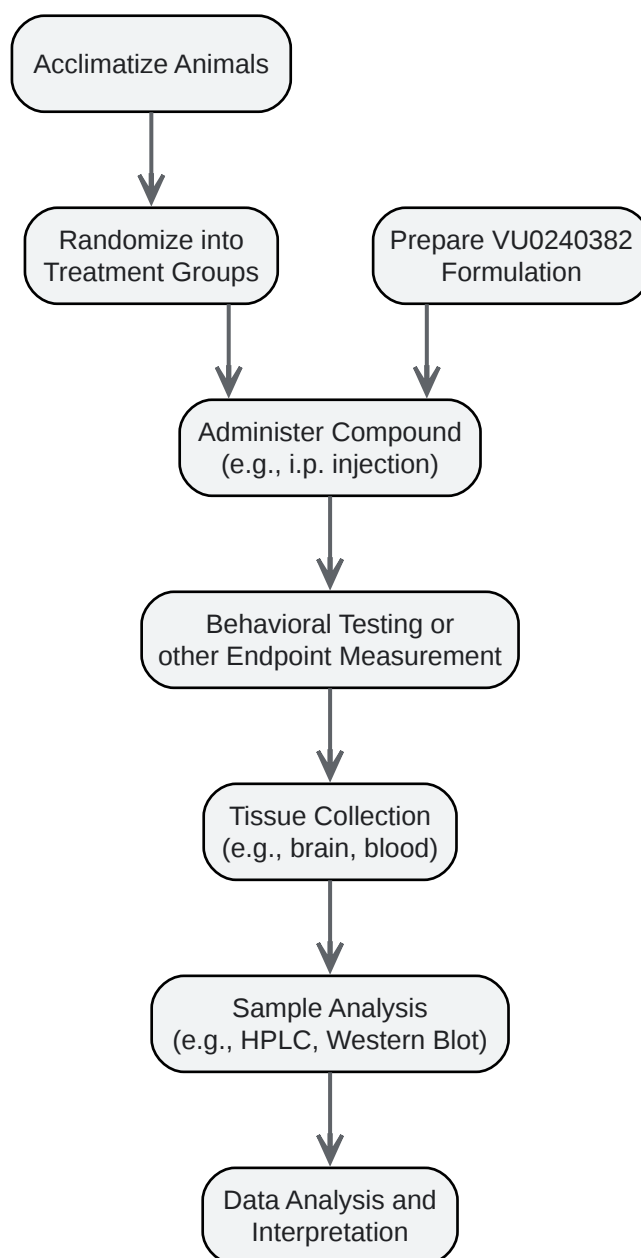 Acclimatize Animals
Randomize into
Treatment Groups
Prepare VU0240382
Formulation
Administer Compound
(e.g., i.p. injection)
Behavioral Testing or
other Endpoint Measurement
Tissue Collection
(e.g., brain, blood)
Sample Analysis
(e.g., HPLC, Western Blot)
Data Analysis and
Interpretation